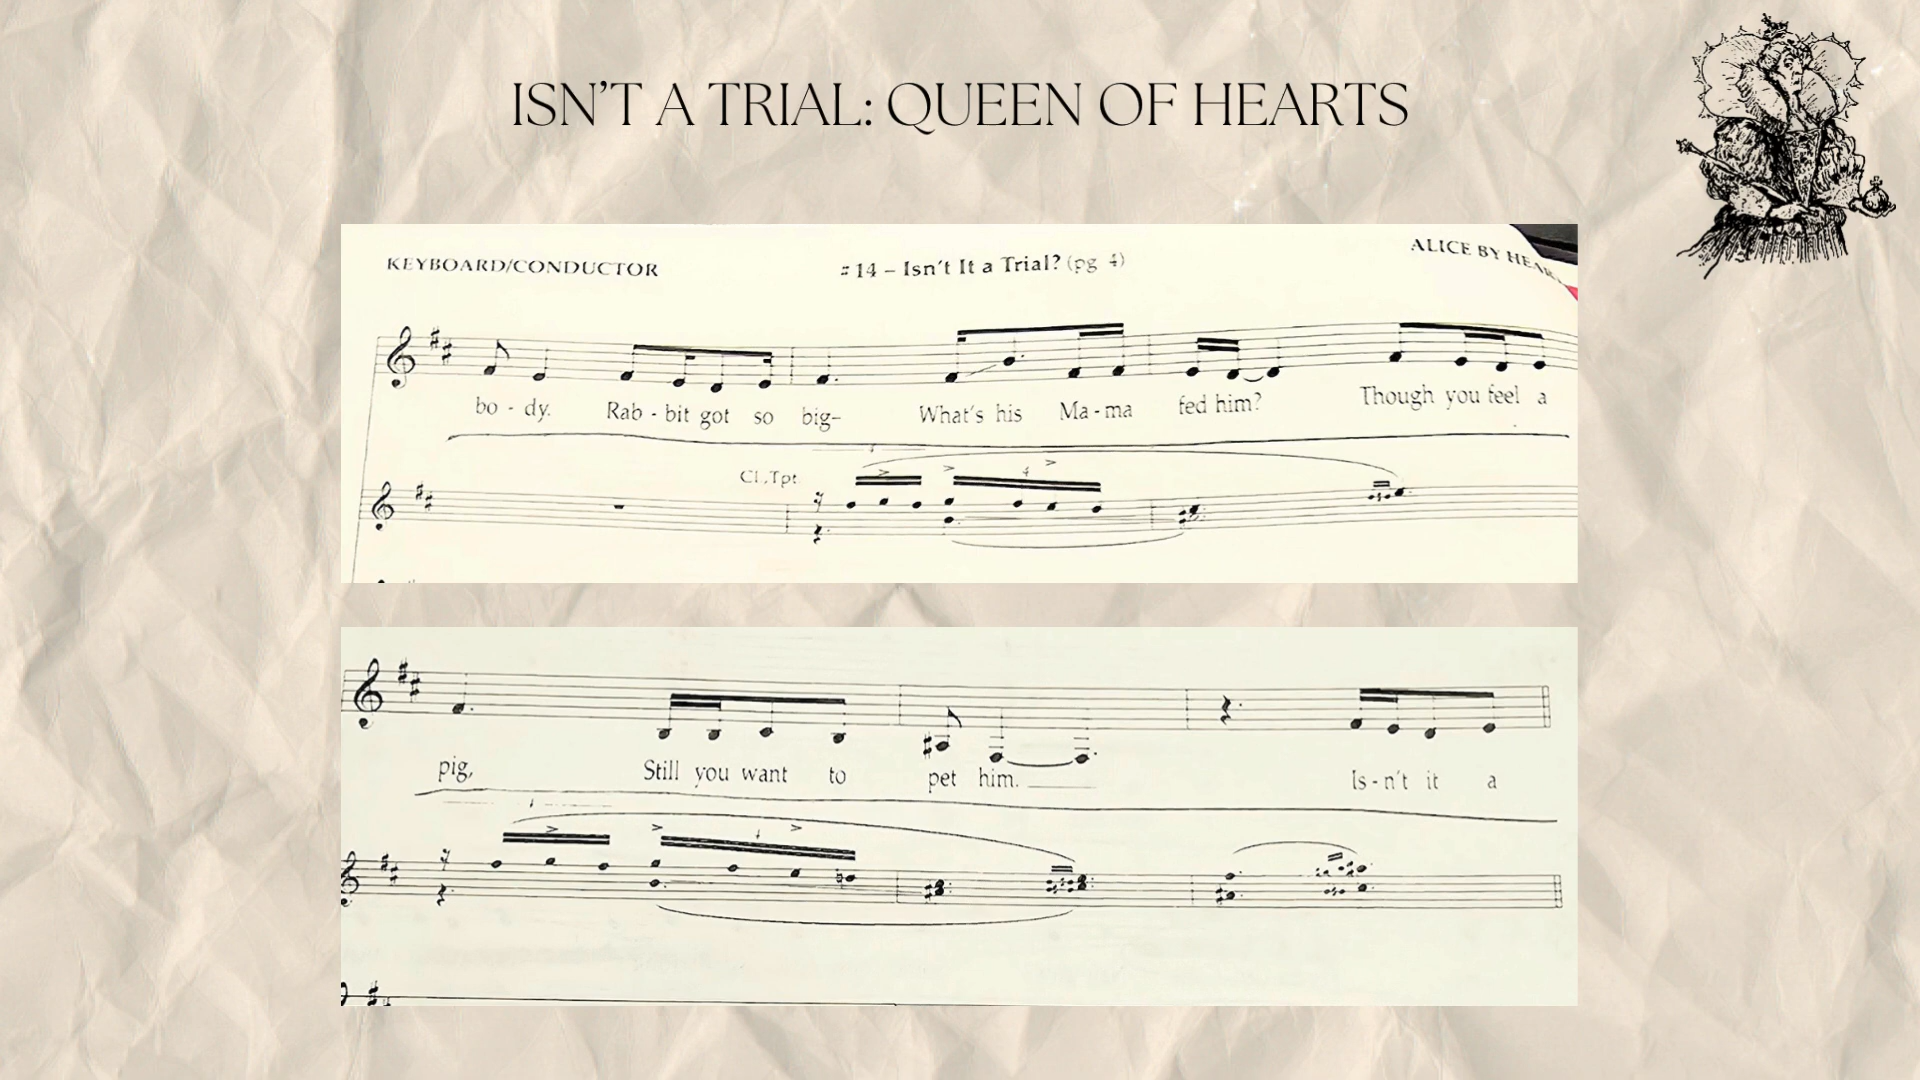 ISN'T A TRIAL: QUEEN OF HEARTS
KEYBOARD/CONDUCTOR
#14 – Isn't It a Trial? (pg 4)
ALICE BY
bo - dy. Rab - bit got so big– What's his Ma - ma fed him? Though you feel a
Cl.,Tpt.
4
pig, Still you want to pet him. Is - n't it a